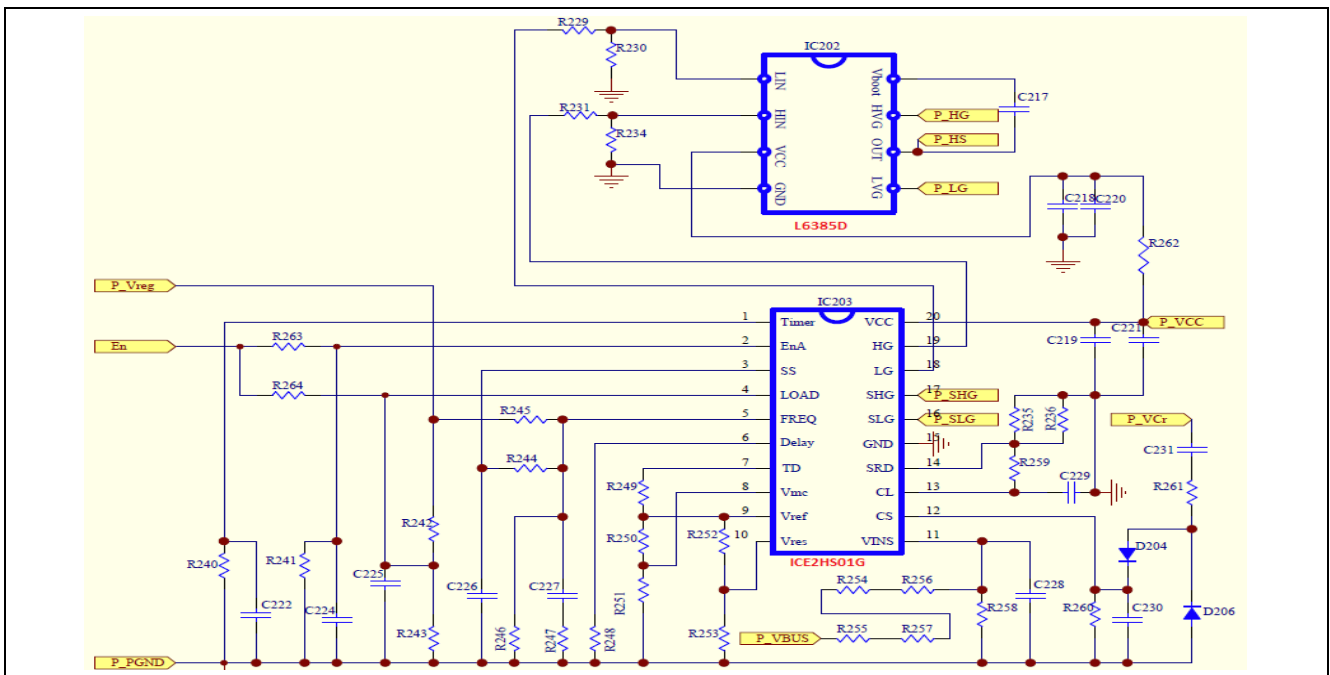 R229
R230
IC202
LIN
HIN
VCC
GND
Vboot
HVG
OUT
LVG
C217
R231
R234
P_HG
P_HS
P_LG
L6385D
C218
C220
R262
P_Vreg
En
R263
R264
IC203
1 Timer
2 EnA
3 SS
4 LOAD
5 FREQ
6 Delay
7 TD
8 Vmc
9 Vref
10 Vres
VCC 20
HG 19
LG 18
SHG 17
SLG 16
GND 15
SRD 14
CL 13
CS 12
VINS 11
ICE2HS01G
P_VCC
C219
C221
P_SHG
P_SLG
R235
R236
P_VCr
C231
R259
C229
R261
R245
R244
R249
R242
R250
R252
D204
R240
R241
C225
C226
C227
R251
R254
R256
C228
C222
C224
R258
R260
C230
D206
R243
R246
R247
R248
R253
P_VBUS
R255
R257
P_PGND